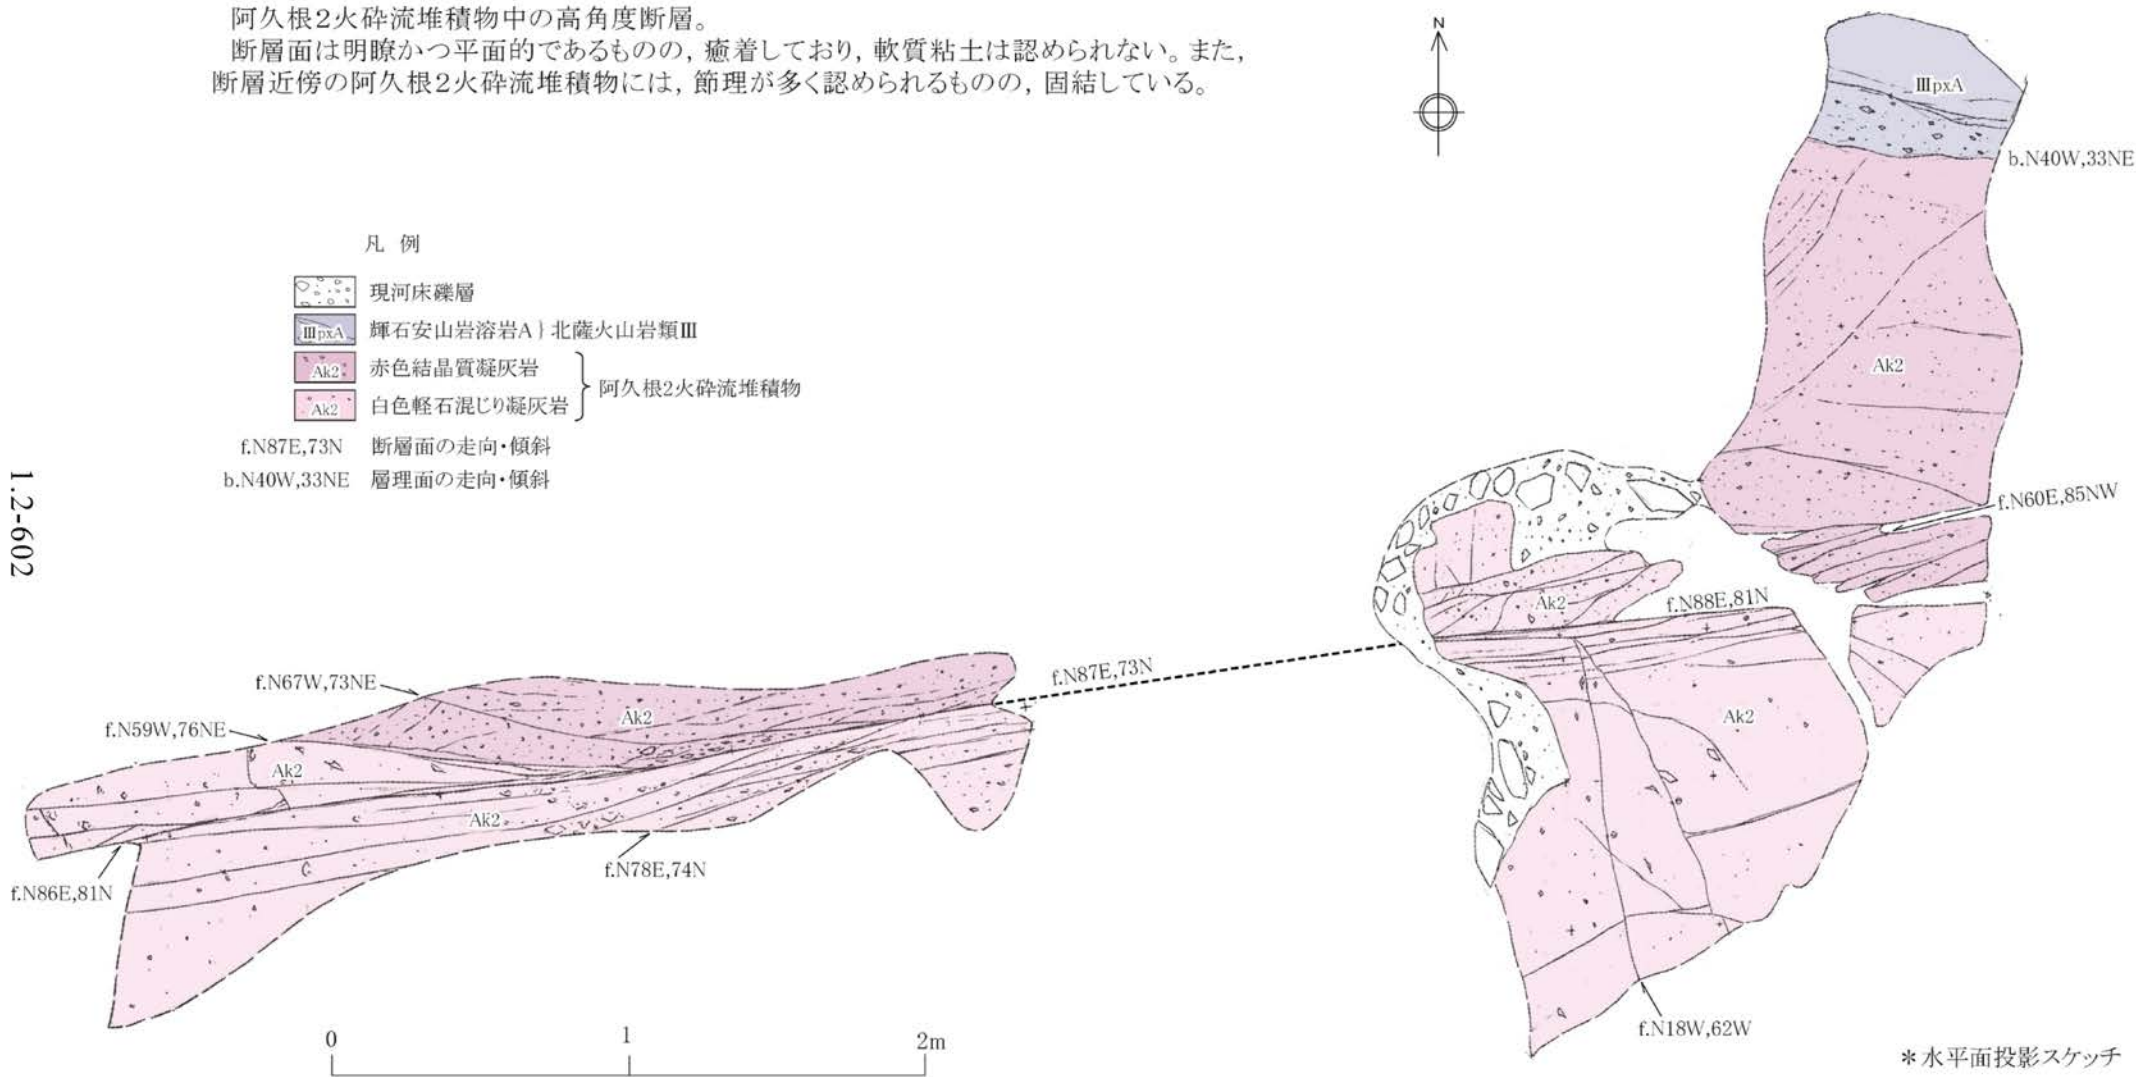 阿久根2火砕流堆積物中の高角度断層。
断層面は明瞭かつ平面的であるものの，癒着しており，軟質粘土は認められない。また，
断層近傍の阿久根2火砕流堆積物には，節理が多く認められるものの，固結している。
N
ⅢpxA
b.N40W,33NE
凡 例
現河床礫層
ⅢpxA 輝石安山岩溶岩A } 北薩火山岩類Ⅲ
Ak2 赤色結晶質凝灰岩
阿久根2火砕流堆積物
Ak2 白色軽石混じり凝灰岩
f.N87E,73N 断層面の走向・傾斜
b.N40W,33NE 層理面の走向・傾斜
Ak2
1.2-602
f.N60E,85NW
Ak2
f.N88E,81N
f.N67W,73NE
f.N87E,73N
f.N59W,76NE
Ak2
Ak2
Ak2
Ak2
f.N78E,74N
f.N86E,81N
f.N18W,62W
0 1 2m
＊水平面投影スケッチ